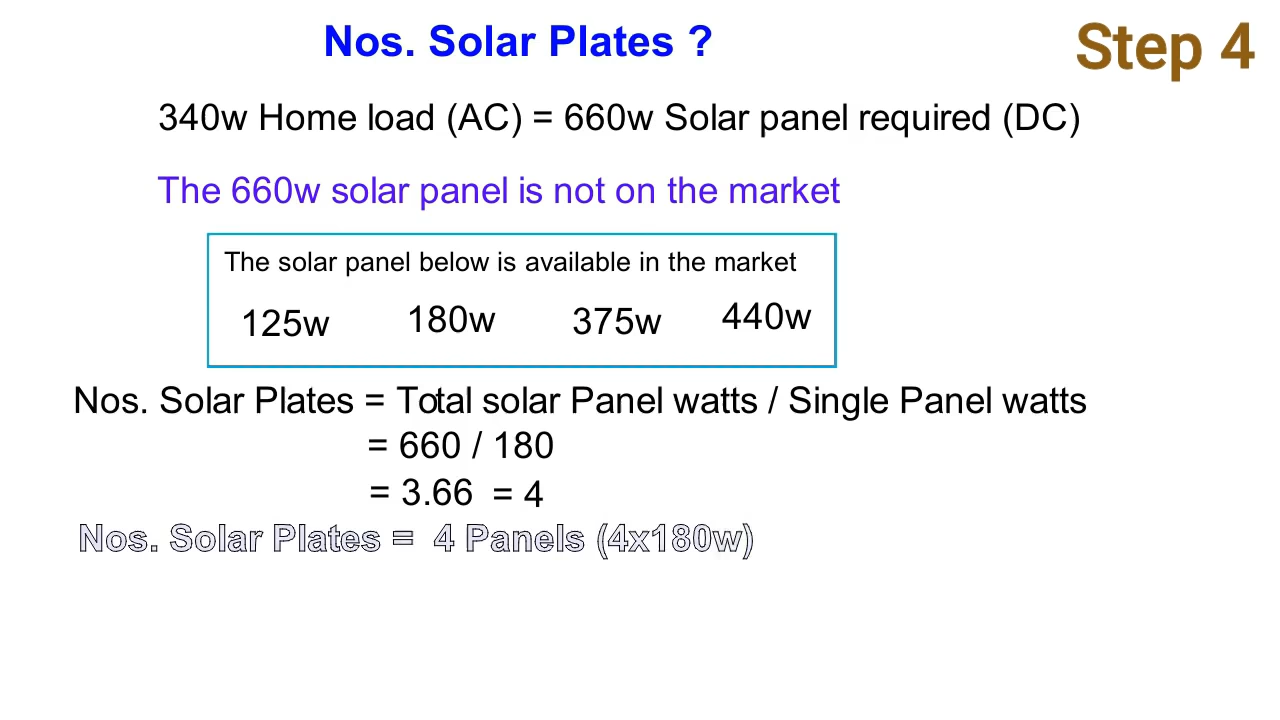 Nos. Solar Plates ?
Step 4
340w Home load (AC) = 660w Solar panel required (DC)
The 660w solar panel is not on the market
The solar panel below is available in the market
125w 180w 375w 440w
Nos. Solar Plates = Total solar Panel watts / Single Panel watts
= 660 / 180
= 3.66 = 4
Nos. Solar Plates = 4 Panels (4x180w)